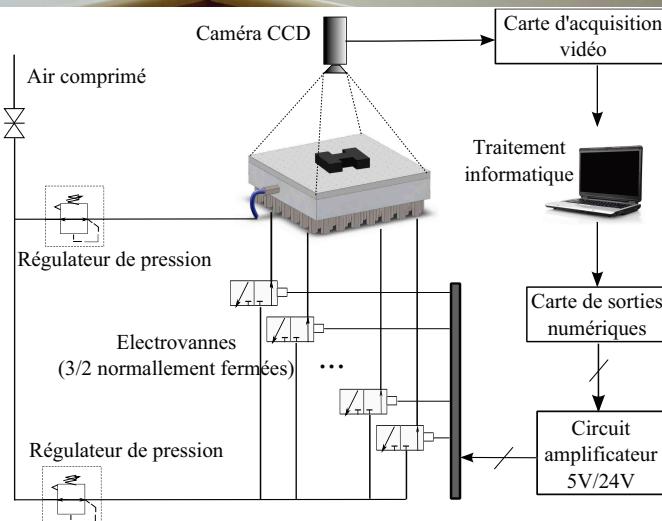 Caméra CCD
Carte d'acquisition
vidéo
Air comprimé
Traitement
informatique
Régulateur de pression
Carte de sorties
numériques
Electrovannes
(3/2 normallement fermées)
...
Circuit
amplificateur
5V/24V
Régulateur de pression